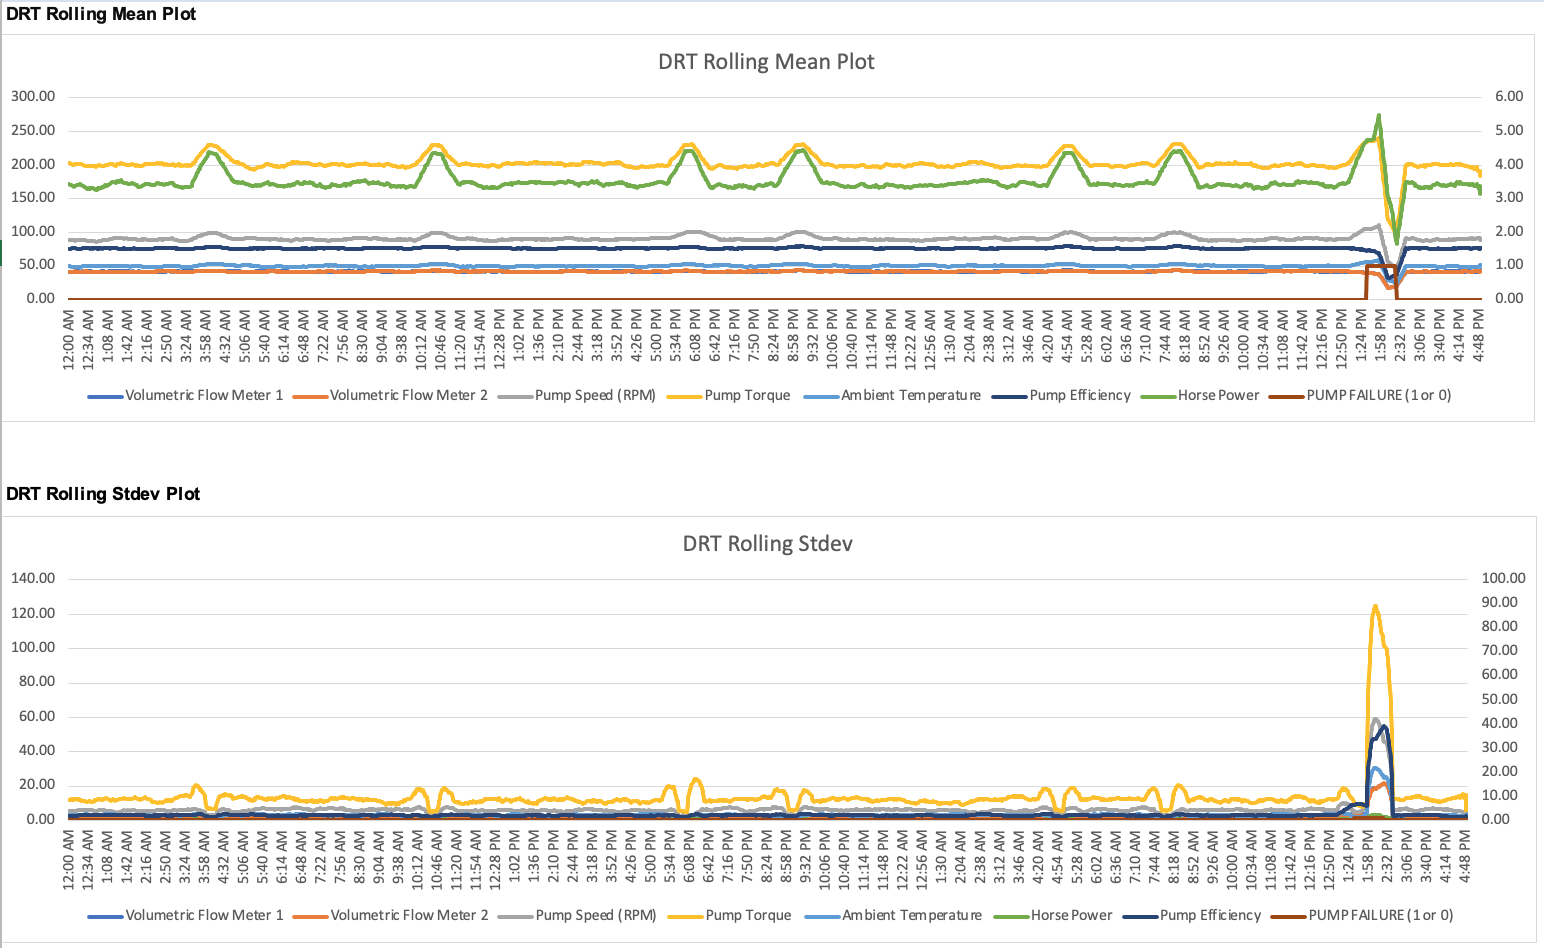 DRT Rolling Mean Plot
DRT Rolling Mean Plot
300.00 6.00
250.00 5.00
200.00 4.00
150.00 3.00
100.00 2.00
50.00 1.00
0.00 0.00
12:00 AM 12:34 AM 1:08 AM 1:42 AM 2:16 AM 2:50 AM 3:24 AM 3:58 AM 4:32 AM 5:06 AM 5:40 AM 6:14 AM 6:48 AM 7:22 AM 7:56 AM 8:30 AM 9:04 AM 9:38 AM 10:12 AM 10:46 AM 11:20 AM 11:54 AM 12:28 PM 1:02 PM 1:36 PM 2:10 PM 2:44 PM 3:18 PM 3:52 PM 4:26 PM 5:00 PM 5:34 PM 6:08 PM 6:42 PM 7:16 PM 7:50 PM 8:24 PM 8:58 PM 9:32 PM 10:06 PM 10:40 PM 11:14 PM 11:48 PM 12:22 AM 12:56 AM 1:30 AM 2:04 AM 2:38 AM 3:12 AM 3:46 AM 4:20 AM 4:54 AM 5:28 AM 6:02 AM 6:36 AM 7:10 AM 7:44 AM 8:18 AM 8:52 AM 9:26 AM 10:00 AM 10:34 AM 11:08 AM 11:42 AM 12:16 PM 12:50 PM 1:24 PM 1:58 PM 2:32 PM 3:06 PM 3:40 PM 4:14 PM 4:48 PM
Volumetric Flow Meter 1 Volumetric Flow Meter 2 Pump Speed (RPM) Pump Torque Ambient Temperature Pump Efficiency Horse Power PUMP FAILURE (1 or 0)
DRT Rolling Stdev Plot
DRT Rolling Stdev
140.00 100.00
120.00 90.00
100.00 80.00
80.00 70.00
60.00 60.00
40.00 50.00
20.00 40.00
0.00 30.00
20.00
10.00
0.00
12:00 AM 12:34 AM 1:08 AM 1:42 AM 2:16 AM 2:50 AM 3:24 AM 3:58 AM 4:32 AM 5:06 AM 5:40 AM 6:14 AM 6:48 AM 7:22 AM 7:56 AM 8:30 AM 9:04 AM 9:38 AM 10:12 AM 10:46 AM 11:20 AM 11:54 AM 12:28 PM 1:02 PM 1:36 PM 2:10 PM 2:44 PM 3:18 PM 3:52 PM 4:26 PM 5:00 PM 5:34 PM 6:08 PM 6:42 PM 7:16 PM 7:50 PM 8:24 PM 8:58 PM 9:32 PM 10:06 PM 10:40 PM 11:14 PM 11:48 PM 12:22 AM 12:56 AM 1:30 AM 2:04 AM 2:38 AM 3:12 AM 3:46 AM 4:20 AM 4:54 AM 5:28 AM 6:02 AM 6:36 AM 7:10 AM 7:44 AM 8:18 AM 8:52 AM 9:26 AM 10:00 AM 10:34 AM 11:08 AM 11:42 AM 12:16 PM 12:50 PM 1:24 PM 1:58 PM 2:32 PM 3:06 PM 3:40 PM 4:14 PM 4:48 PM
Volumetric Flow Meter 1 Volumetric Flow Meter 2 Pump Speed (RPM) Pump Torque Ambient Temperature Horse Power Pump Efficiency PUMP FAILURE (1 or 0)